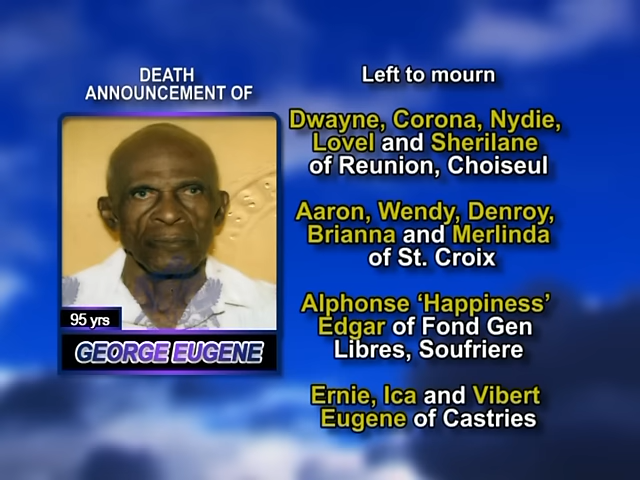 DEATH
ANNOUNCEMENT OF
95 yrs
GEORGE EUGENE
Left to mourn
Dwayne, Corona, Nydie,
Lovel and Sherilane
of Reunion, Choiseul
Aaron, Wendy, Denroy,
Brianna and Merlinda
of St. Croix
Alphonse ‘Happiness’
Edgar of Fond Gen
Libres, Soufriere
Ernie, Ica and Vibert
Eugene of Castries